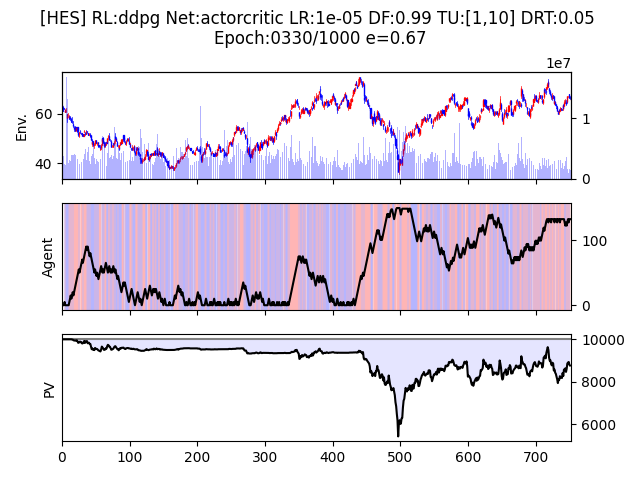 [HES] RL:ddpg Net:actorcritic LR:1e-05 DF:0.99 TU:[1,10] DRT:0.05
Epoch:0330/1000 e=0.67
1e7
Env.
60
40
1
0
Agent
100
0
PV
10000
8000
6000
0 100 200 300 400 500 600 700